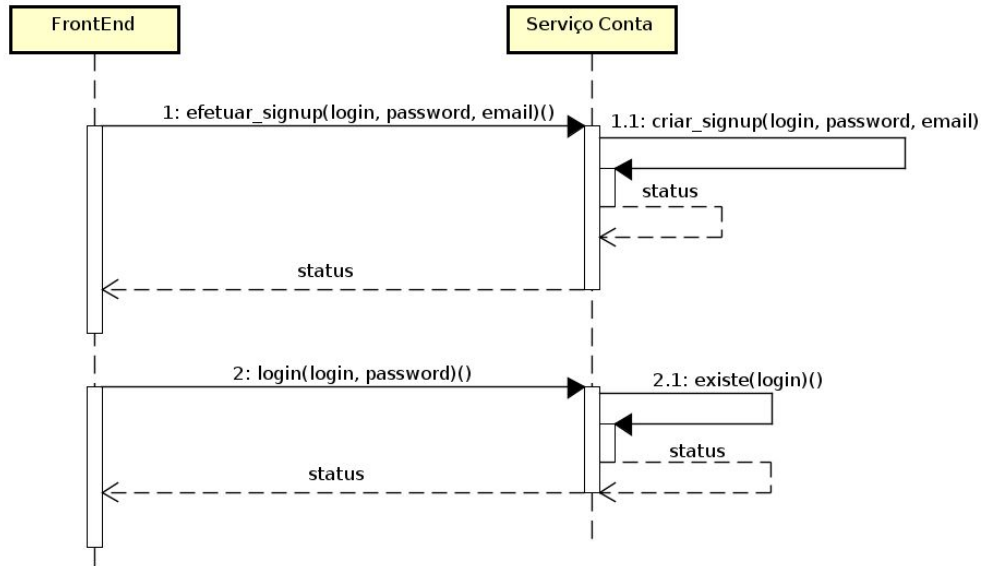 FrontEnd
Serviço Conta
1: efetuar_signup(login, password, email)()
1.1: criar_signup(login, password, email)
status
status
2: login(login, password)()
2.1: existe(login)()
status
status